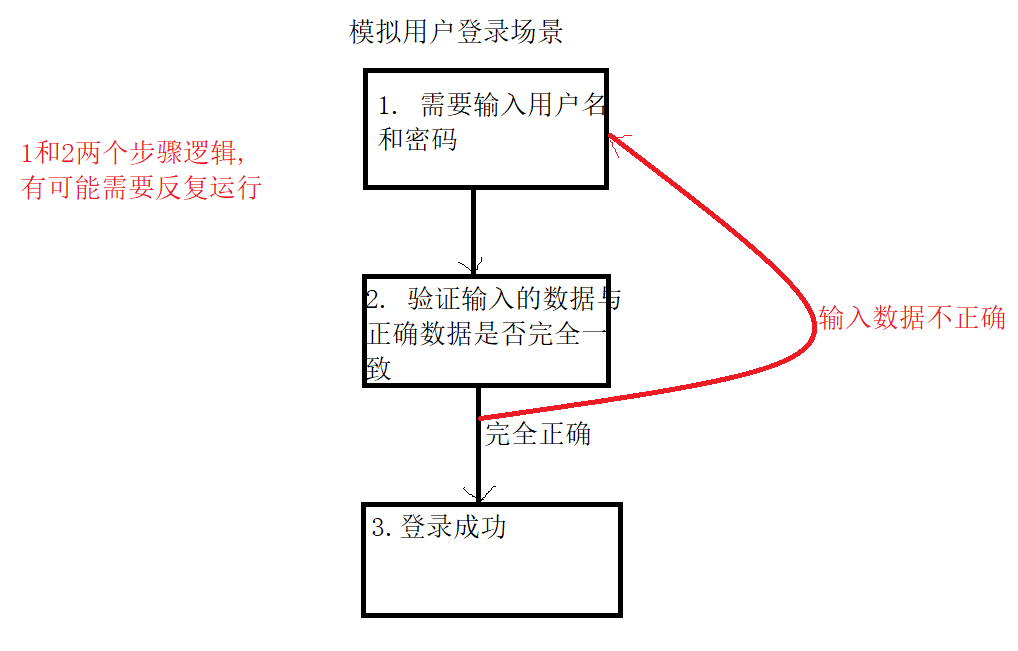 模拟用户登录场景
1. 需要输入用户名
和密码
1和2两个步骤逻辑,
有可能需要反复运行
2. 验证输入的数据与
正确数据是否完全一
致
输入数据不正确
完全正确
3.登录成功